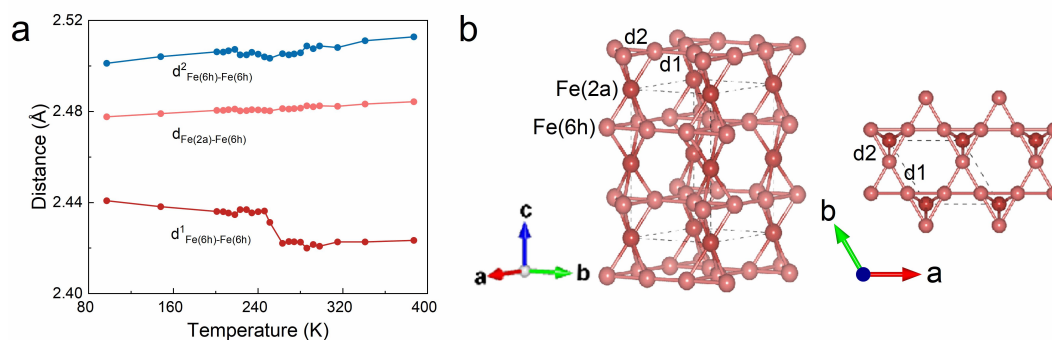 a
2.52
2.48
2.44
2.40
Distance (Å)
d²Fe(6h)-Fe(6h)
dFe(2a)-Fe(6h)
d¹Fe(6h)-Fe(6h)
80 160 240 320 400
Temperature (K)
b
d2
d1
Fe(2a)
Fe(6h)
c
a
b
d2
d1
b
a